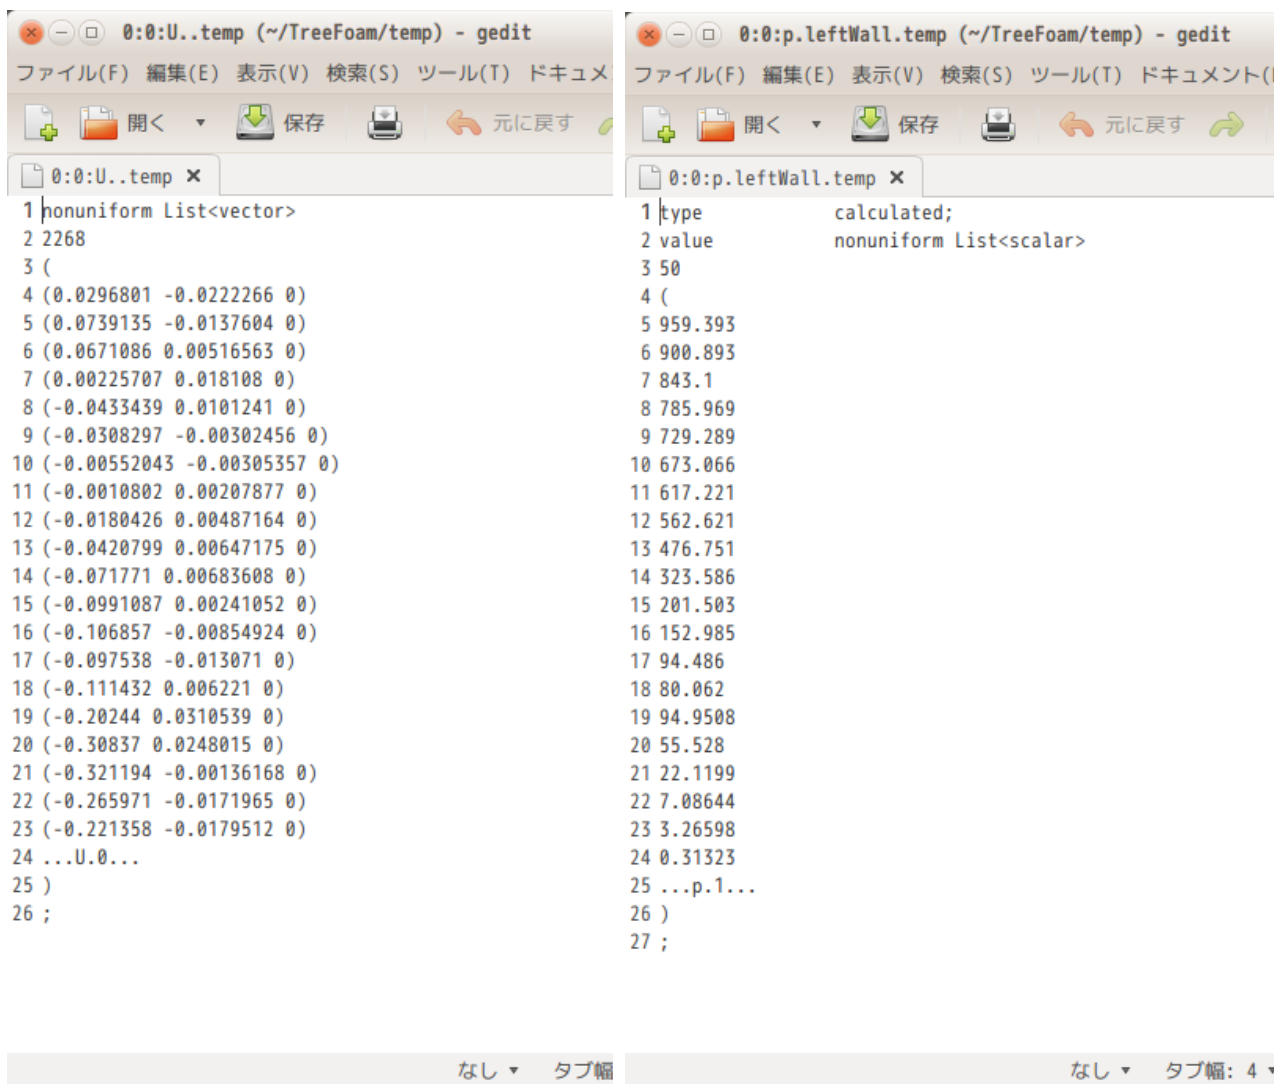 0:0:U..temp (~/TreeFoam/temp) - gedit
ファイル(F) 編集(E) 表示(V) 検索(S) ツール(T) ドキュメ
開く 保存 元に戻す
0:0:U..temp
1 nonuniform List<vector>
2 2268
3 (
4 (0.0296801 -0.0222266 0)
5 (0.0739135 -0.0137604 0)
6 (0.0671086 0.00516563 0)
7 (0.00225707 0.018108 0)
8 (-0.0433439 0.0101241 0)
9 (-0.0308297 -0.00302456 0)
10 (-0.00552043 -0.00305357 0)
11 (-0.0010802 0.00207877 0)
12 (-0.0180426 0.00487164 0)
13 (-0.0420799 0.00647175 0)
14 (-0.071771 0.00683608 0)
15 (-0.0991087 0.00241052 0)
16 (-0.106857 -0.00854924 0)
17 (-0.097538 -0.013071 0)
18 (-0.111432 0.006221 0)
19 (-0.20244 0.0310539 0)
20 (-0.30837 0.0248015 0)
21 (-0.321194 -0.00136168 0)
22 (-0.265971 -0.0171965 0)
23 (-0.221358 -0.0179512 0)
24 ...U.0...
25 )
26 ;
なし タブ幅
0:0:p.leftWall.temp (~/TreeFoam/temp) - gedit
ファイル(F) 編集(E) 表示(V) 検索(S) ツール(T) ドキュメント(
開く 保存 元に戻す
0:0:p.leftWall.temp
1 type calculated;
2 value nonuniform List<scalar>
3 50
4 (
5 959.393
6 900.893
7 843.1
8 785.969
9 729.289
10 673.066
11 617.221
12 562.621
13 476.751
14 323.586
15 201.503
16 152.985
17 94.486
18 80.062
19 94.9508
20 55.528
21 22.1199
22 7.08644
23 3.26598
24 0.31323
25 ...p.1...
26 )
27 ;
なし タブ幅: 4